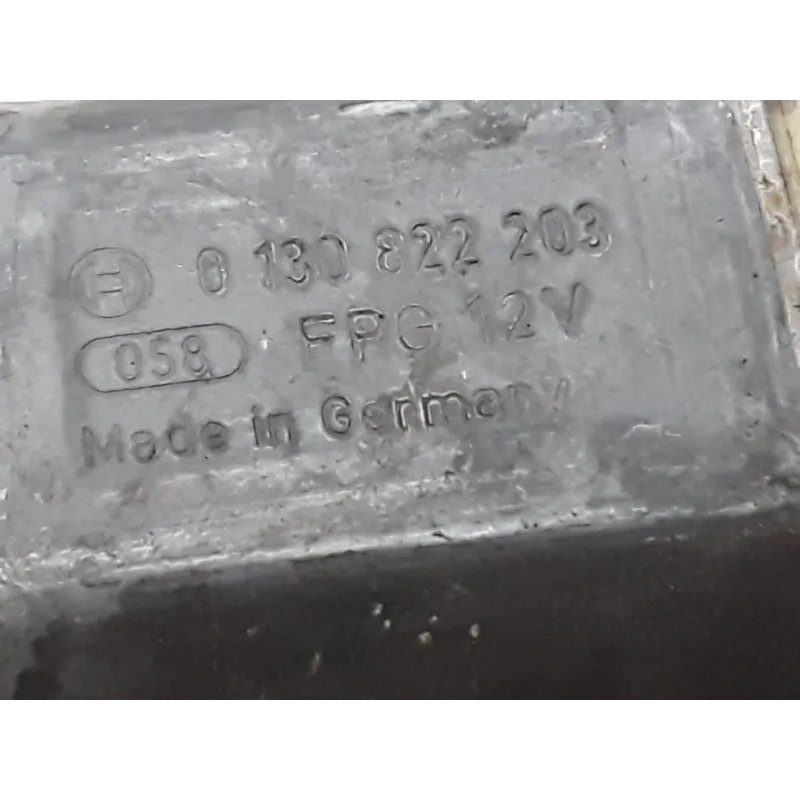 0 130 822 203
058 FPG 12V
Made in Germany